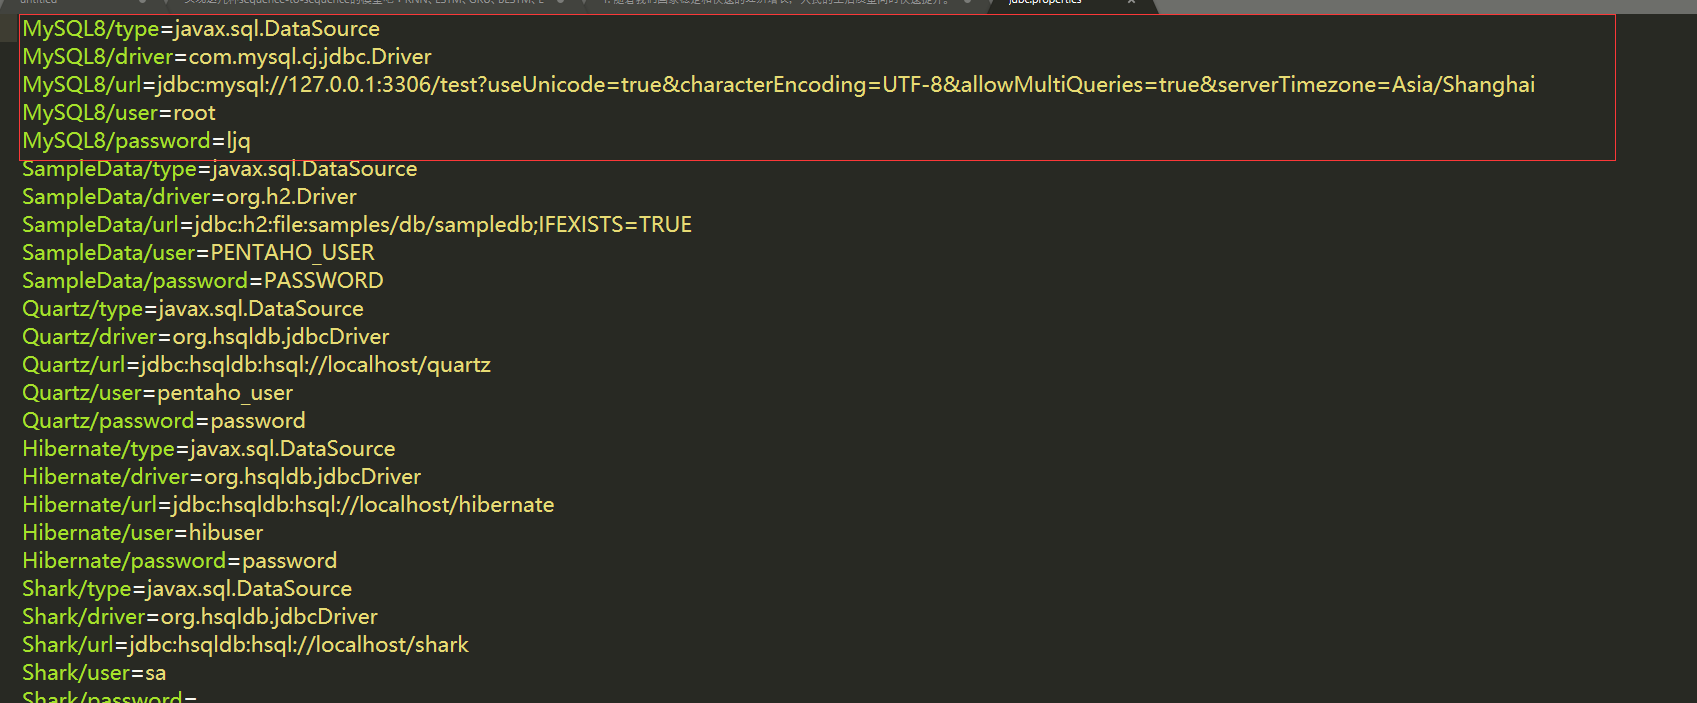 untitled
jdbc.properties
MySQL8/type=javax.sql.DataSource
MySQL8/driver=com.mysql.cj.jdbc.Driver
MySQL8/url=jdbc:mysql://127.0.0.1:3306/test?useUnicode=true&characterEncoding=UTF-8&allowMultiQueries=true&serverTimezone=Asia/Shanghai
MySQL8/user=root
MySQL8/password=ljq
SampleData/type=javax.sql.DataSource
SampleData/driver=org.h2.Driver
SampleData/url=jdbc:h2:file:samples/db/sampledb;IFEXISTS=TRUE
SampleData/user=PENTAHO_USER
SampleData/password=PASSWORD
Quartz/type=javax.sql.DataSource
Quartz/driver=org.hsqldb.jdbcDriver
Quartz/url=jdbc:hsqldb:hsql://localhost/quartz
Quartz/user=pentaho_user
Quartz/password=password
Hibernate/type=javax.sql.DataSource
Hibernate/driver=org.hsqldb.jdbcDriver
Hibernate/url=jdbc:hsqldb:hsql://localhost/hibernate
Hibernate/user=hibuser
Hibernate/password=password
Shark/type=javax.sql.DataSource
Shark/driver=org.hsqldb.jdbcDriver
Shark/url=jdbc:hsqldb:hsql://localhost/shark
Shark/user=sa
Shark/password=